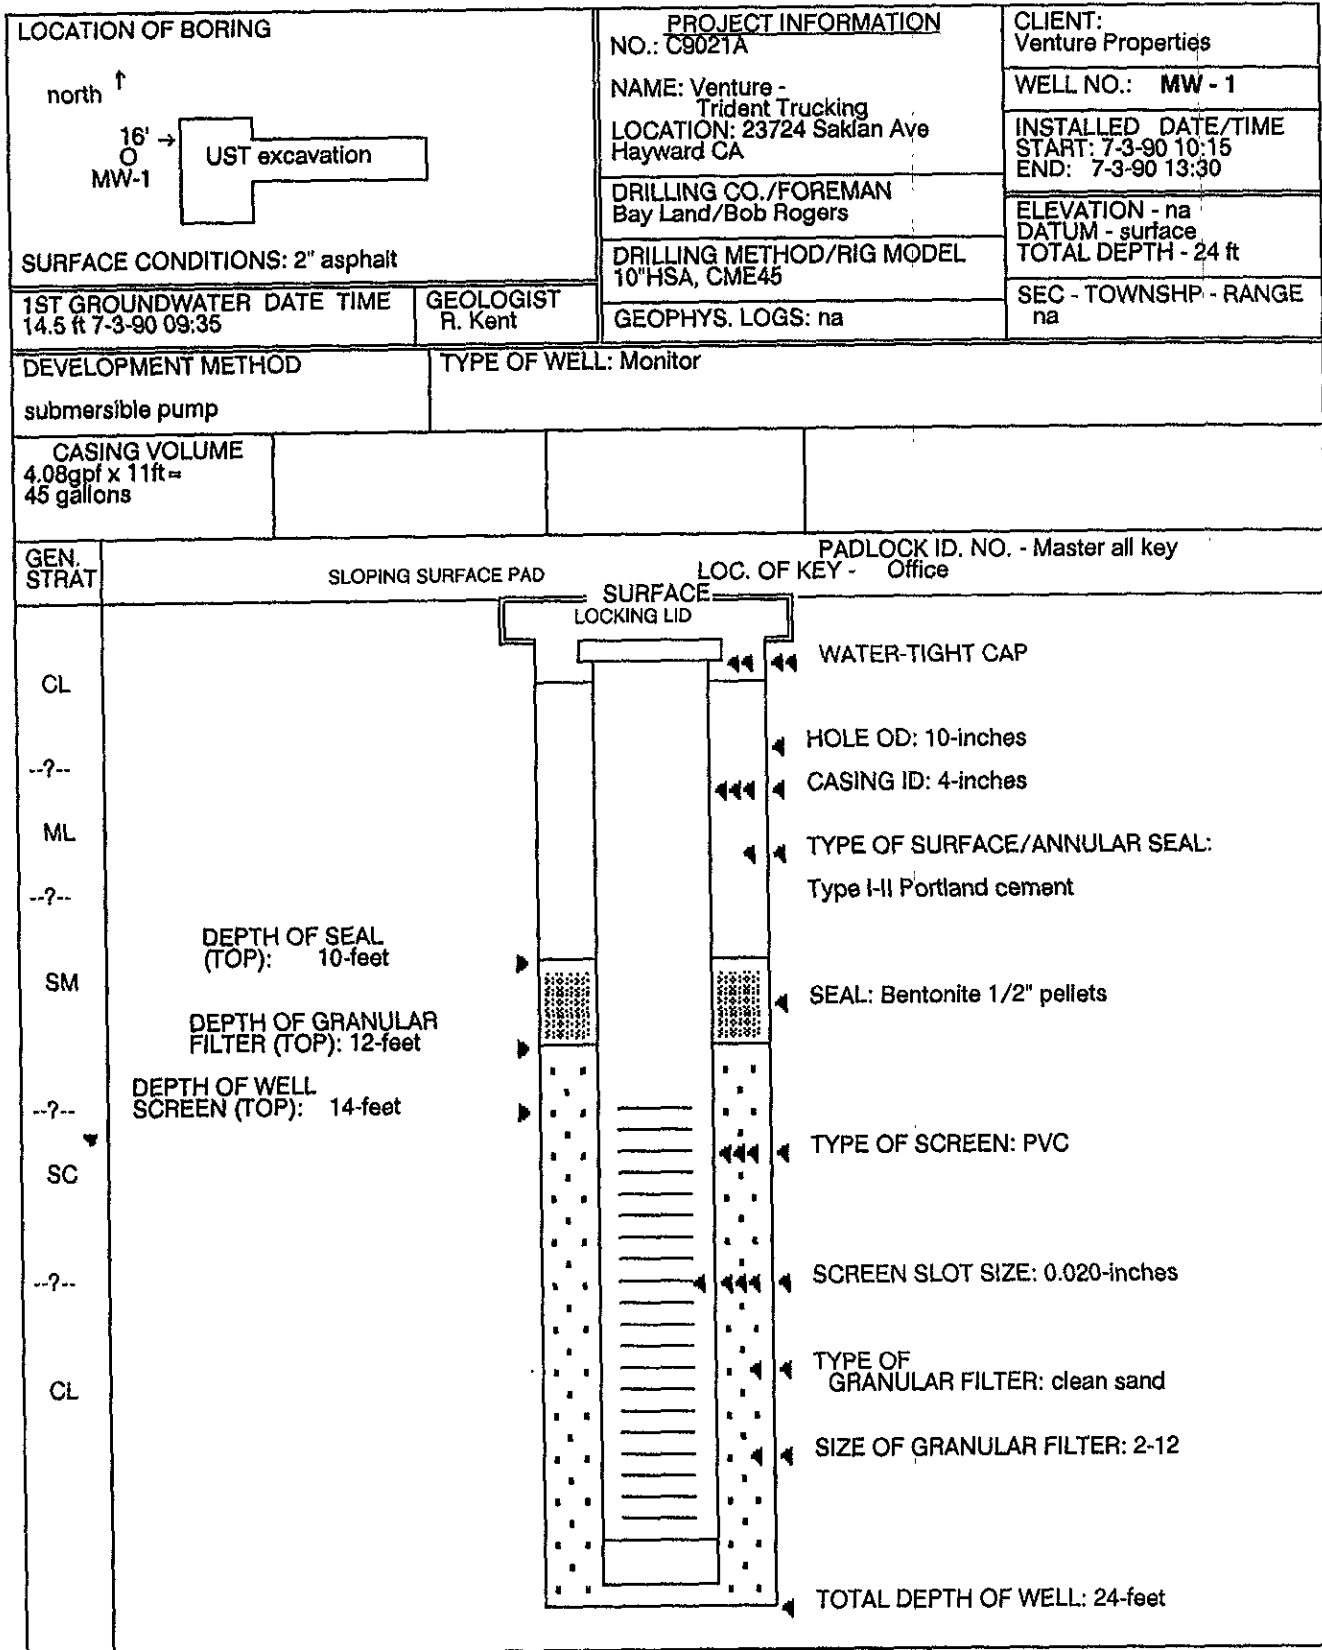 LOCATION OF BORING
north ↑
16' →
O
MW-1
UST excavation
SURFACE CONDITIONS: 2" asphalt
1ST GROUNDWATER DATE TIME
14.5 ft 7-3-90 09:35
GEOLOGIST
R. Kent
PROJECT INFORMATION
NO.: C9021A
NAME: Venture -
Trident Trucking
LOCATION: 23724 Saklan Ave
Hayward CA
DRILLING CO./FOREMAN
Bay Land/Bob Rogers
DRILLING METHOD/RIG MODEL
10"HSA, CME45
GEOPHYS. LOGS: na
CLIENT:
Venture Properties
WELL NO.: MW - 1
INSTALLED DATE/TIME
START: 7-3-90 10:15
END: 7-3-90 13:30
ELEVATION - na
DATUM - surface
TOTAL DEPTH - 24 ft
SEC - TOWNSHP - RANGE
na
DEVELOPMENT METHOD
submersible pump
TYPE OF WELL: Monitor
CASING VOLUME
4.08gpf x 11ft=
45 gallons
GEN.
STRAT
SLOPING SURFACE PAD
PADLOCK ID. NO. - Master all key
LOC. OF KEY - Office
SURFACE
LOCKING LID
WATER-TIGHT CAP
CL
HOLE OD: 10-inches
--?--
CASING ID: 4-inches
ML
TYPE OF SURFACE/ANNULAR SEAL:
Type I-II Portland cement
--?--
DEPTH OF SEAL
(TOP): 10-feet
SM
SEAL: Bentonite 1/2" pellets
DEPTH OF GRANULAR
FILTER (TOP): 12-feet
DEPTH OF WELL
SCREEN (TOP): 14-feet
--?--
TYPE OF SCREEN: PVC
SC
SCREEN SLOT SIZE: 0.020-inches
--?--
TYPE OF
GRANULAR FILTER: clean sand
CL
SIZE OF GRANULAR FILTER: 2-12
TOTAL DEPTH OF WELL: 24-feet